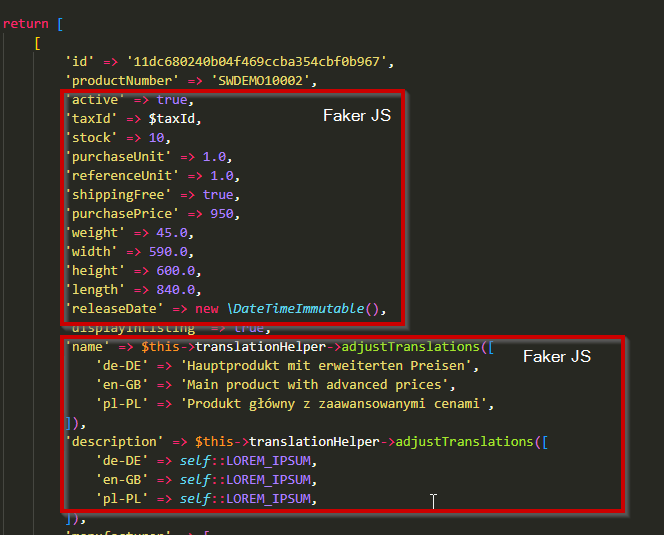 return [
[
'id' => '11dc680240b04f469ccba354cbf0b967',
'productNumber' => 'SWDEMO10002',
'active' => true,
'taxId' => $taxId,
Faker JS
'stock' => 10,
'purchaseUnit' => 1.0,
'referenceUnit' => 1.0,
'shippingFree' => true,
'purchasePrice' => 950,
'weight' => 45.0,
'width' => 590.0,
'height' => 600.0,
'length' => 840.0,
'releaseDate' => new \DateTimeImmutable(),
'displayInListing' => true,
'name' => $this->translationHelper->adjustTranslations([
Faker JS
'de-DE' => 'Hauptprodukt mit erweiterten Preisen',
'en-GB' => 'Main product with advanced prices',
'pl-PL' => 'Produkt główny z zaawansowanymi cenami',
]),
'description' => $this->translationHelper->adjustTranslations([
'de-DE' => self::LOREM_IPSUM,
'en-GB' => self::LOREM_IPSUM,
'pl-PL' => self::LOREM_IPSUM,
]),
'manufacturer' => [